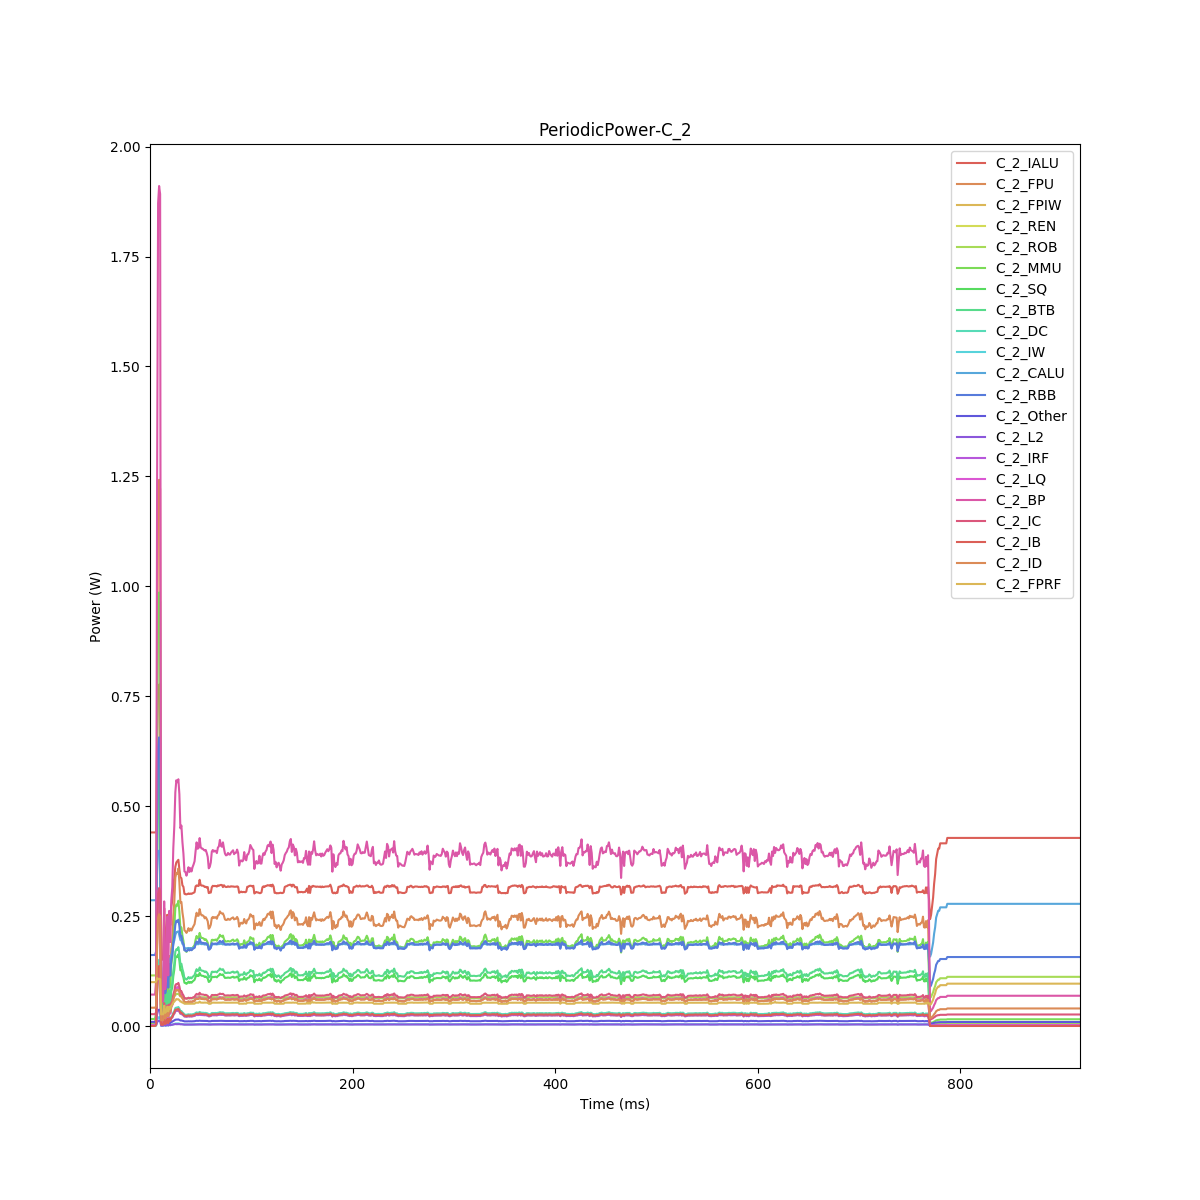 PeriodicPower-C_2
2.00
1.75
1.50
1.25
1.00
0.75
0.50
0.25
0.00
Power (W)
0
200
400
600
800
Time (ms)
C_2_IALU
C_2_FPU
C_2_FPIW
C_2_REN
C_2_ROB
C_2_MMU
C_2_SQ
C_2_BTB
C_2_DC
C_2_IW
C_2_CALU
C_2_RBB
C_2_Other
C_2_L2
C_2_IRF
C_2_LQ
C_2_BP
C_2_IC
C_2_IB
C_2_ID
C_2_FPRF